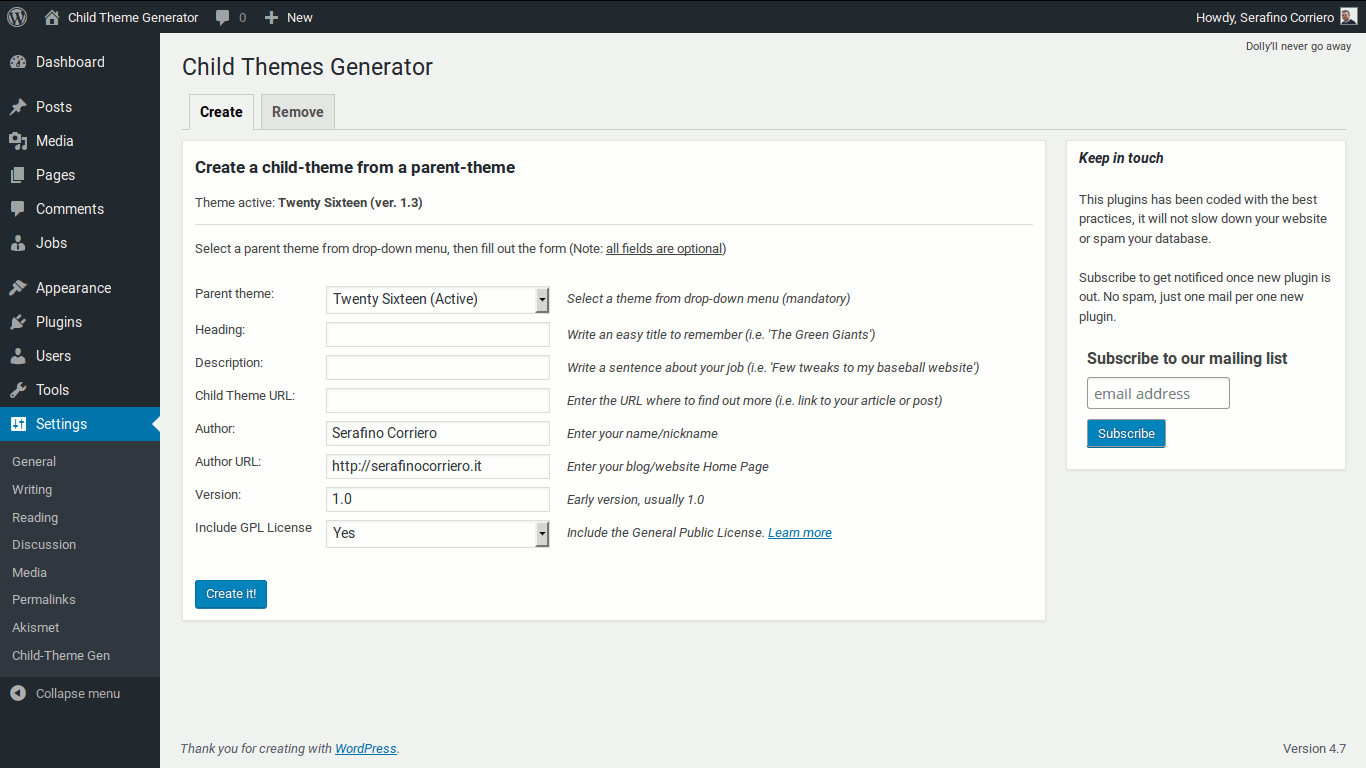 Child Theme Generator 0 New Howdy, Serafino Corriero
Dolly'll never go away
Dashboard
Posts
Media
Pages
Comments
Jobs
Appearance
Plugins
Users
Tools
Settings
General
Writing
Reading
Discussion
Media
Permalinks
Akismet
Child-Theme Gen
Collapse menu
Child Themes Generator
Create Remove
Create a child-theme from a parent-theme
Theme active: Twenty Sixteen (ver. 1.3)
Select a parent theme from drop-down menu, then fill out the form (Note: all fields are optional)
Parent theme: Twenty Sixteen (Active) Select a theme from drop-down menu (mandatory)
Heading: Write an easy title to remember (i.e. 'The Green Giants')
Description: Write a sentence about your job (i.e. 'Few tweaks to my baseball website')
Child Theme URL: Enter the URL where to find out more (i.e. link to your article or post)
Author: Serafino Corriero Enter your name/nickname
Author URL: http://serafinocorriero.it Enter your blog/website Home Page
Version: 1.0 Early version, usually 1.0
Include GPL License Yes Include the General Public License. Learn more
Create it!
Keep in touch
This plugins has been coded with the best
practices, it will not slow down your website
or spam your database.
Subscribe to get notificed once new plugin is
out. No spam, just one mail per one new
plugin.
Subscribe to our mailing list
email address
Subscribe
Thank you for creating with WordPress. Version 4.7